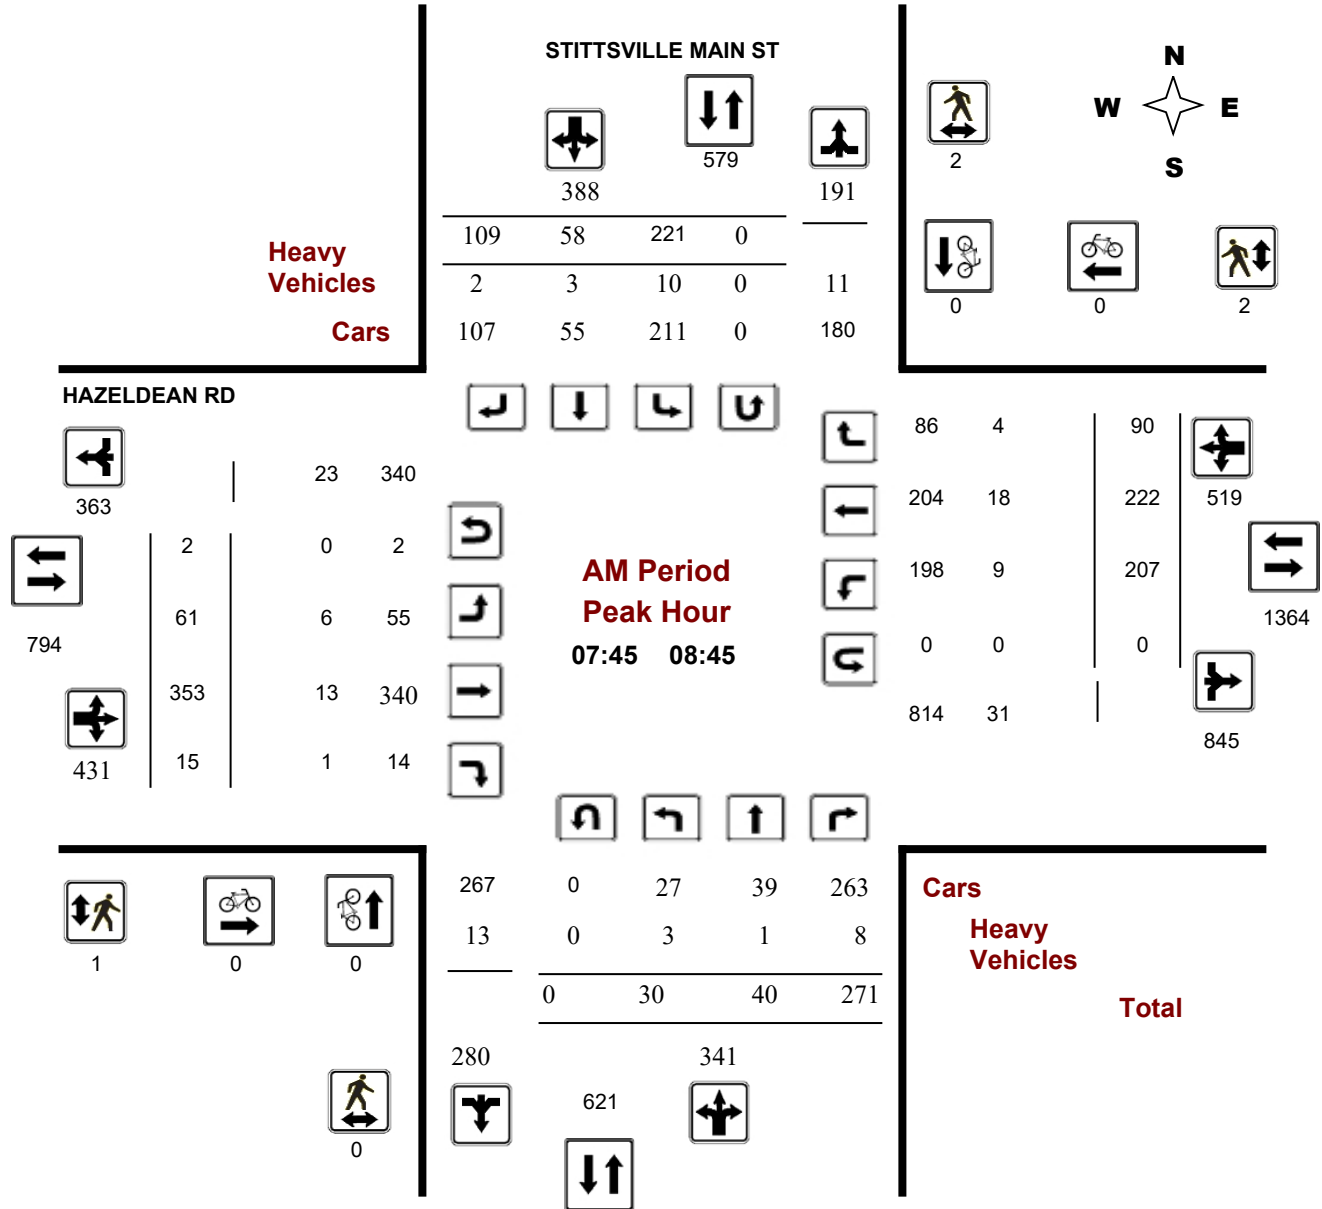 STITTSVILLE MAIN ST
N
W E
S
579
2
388 191
109 58 221 0
Heavy
Vehicles
2 3 10 0 11
0 0 2
Cars
107 55 211 0 180
HAZELDEAN RD
86 4 90
23 340
363
204 18 222 519
2 0 2
AM Period
198 9 207
Peak Hour
61 6 55
1364
794
07:45 08:45
0 0 0
353 13 340
814 31
845
431
15 1 14
267 0 27 39 263
Cars
13 0 3 1 8
Heavy
Vehicles
1 0 0
0 30 40 271
Total
280 341
621
0